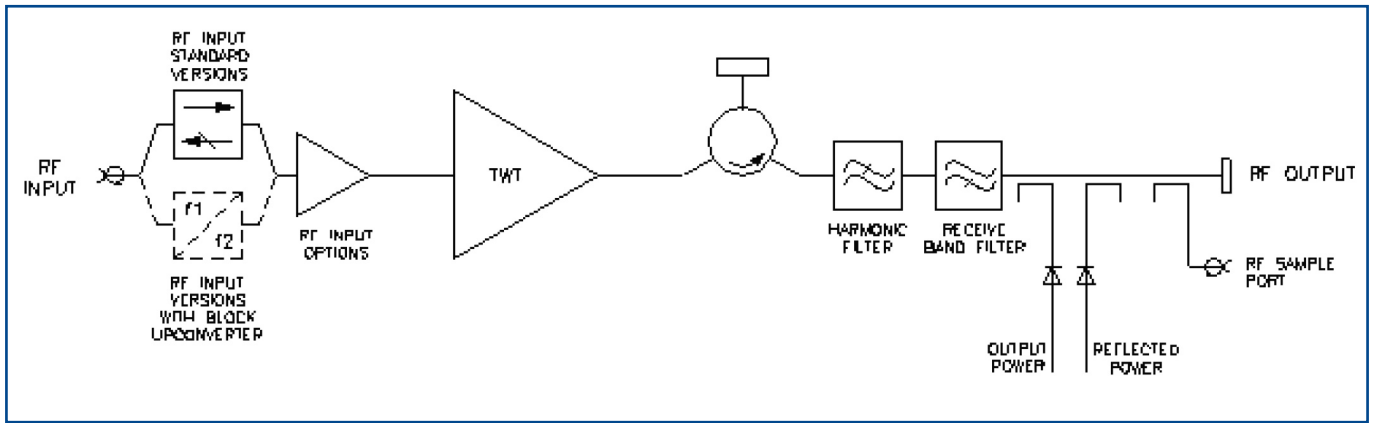 RF INPUT
STANDARD
VERSIONS
RF
INPUT
f1
f2
RF INPUT
VERSIONS
WITH BLOCK
UPCONVERTER
RF INPUT
OPTIONS
TWT
HARMONIC
FILTER
RECEIVE
BAND FILTER
RF OUTPUT
RF SAMPLE
PORT
OUTPUT
POWER
REFLECTED
POWER